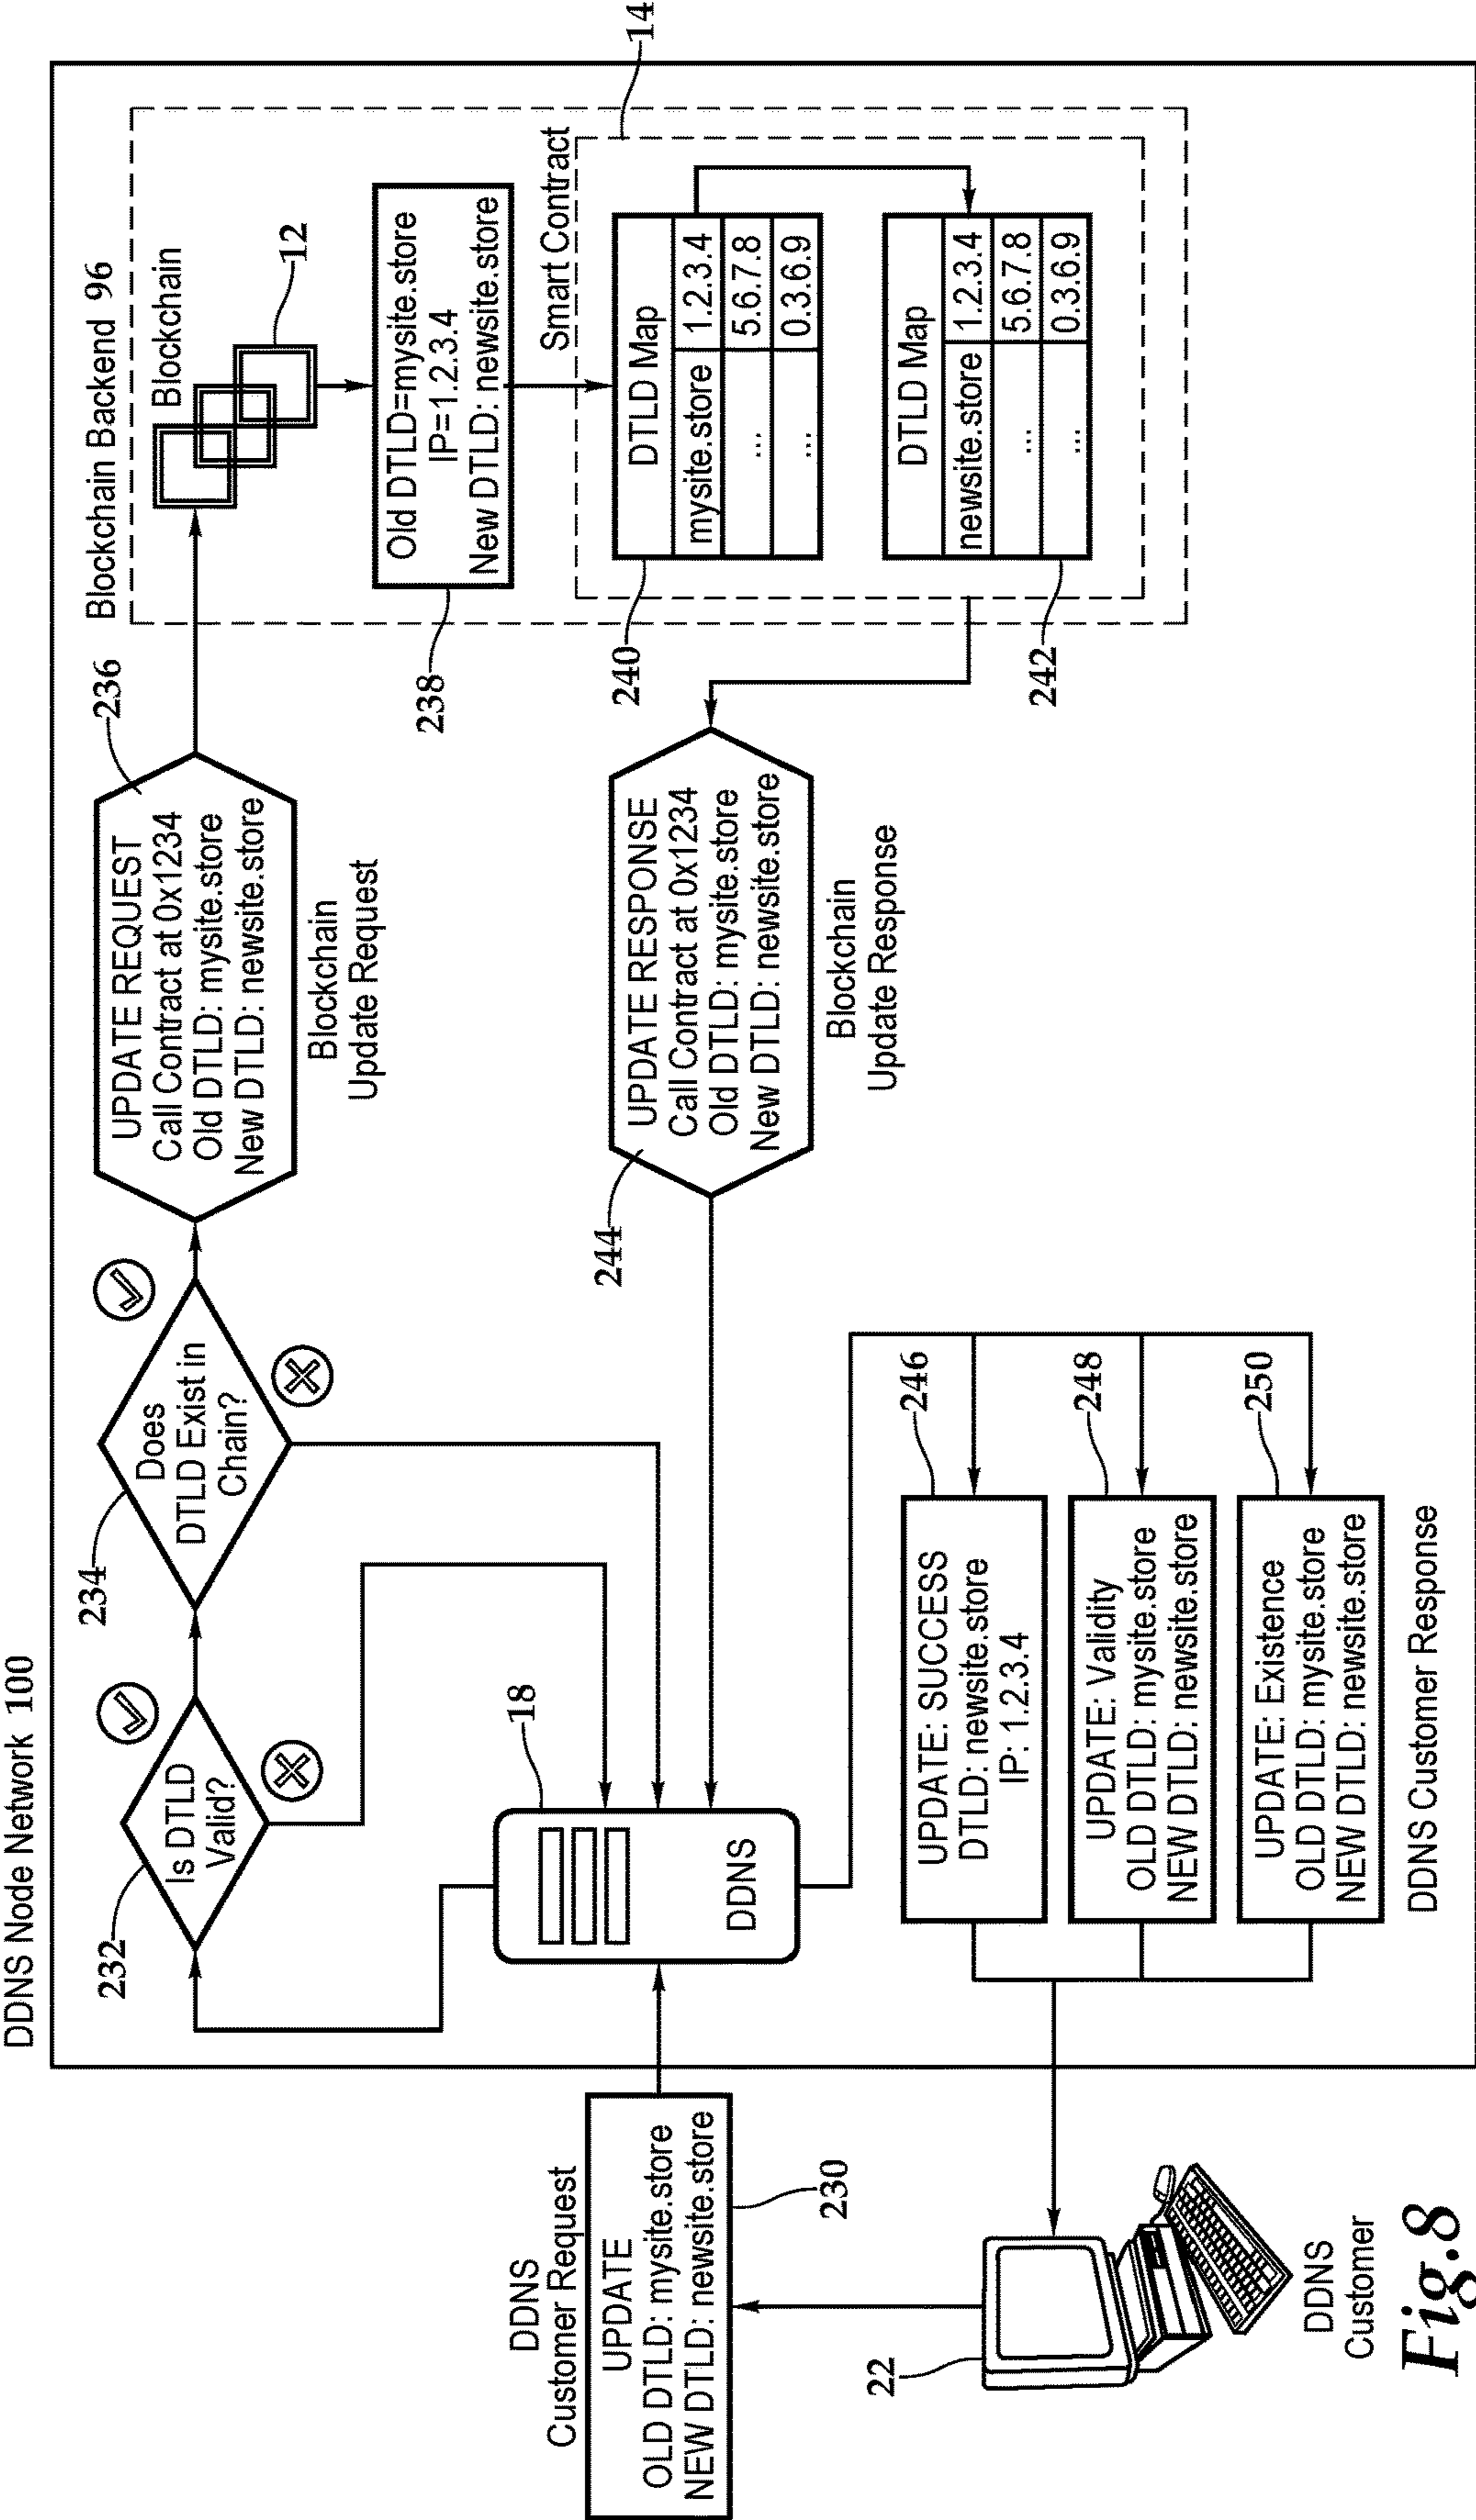 DDNS Node Network 100
232
Is DTLD
Valid?
234
Does
DTLD Exist in
Chain?
236
UPDATE REQUEST
Call Contract at 0x1234
Old DTLD: mysite.store
New DTLD: newsite.store
Blockchain
Update Request
Blockchain Backend 96
Blockchain
12
238
Old DTLD=mysite.store
IP=1.2.3.4
New DTLD: newsite.store
Smart Contract
14
240
DTLD Map
mysite.store 1.2.3.4
... 5.6.7.8
... 0.3.6.9
242
DTLD Map
newsite.store 1.2.3.4
... 5.6.7.8
... 0.3.6.9
244
UPDATE RESPONSE
Call Contract at 0x1234
Old DTLD: mysite.store
New DTLD: newsite.store
Blockchain
Update Response
18
DDNS
DDNS
Customer Request
UPDATE
OLD DTLD: mysite.store
NEW DTLD: newsite.store
230
246
UPDATE: SUCCESS
DTLD: newsite.store
IP: 1.2.3.4
248
UPDATE: Validity
OLD DTLD: mysite.store
NEW DTLD: newsite.store
250
UPDATE: Existence
OLD DTLD: mysite.store
NEW DTLD: newsite.store
DDNS Customer Response
22
DDNS
Customer
Fig.8